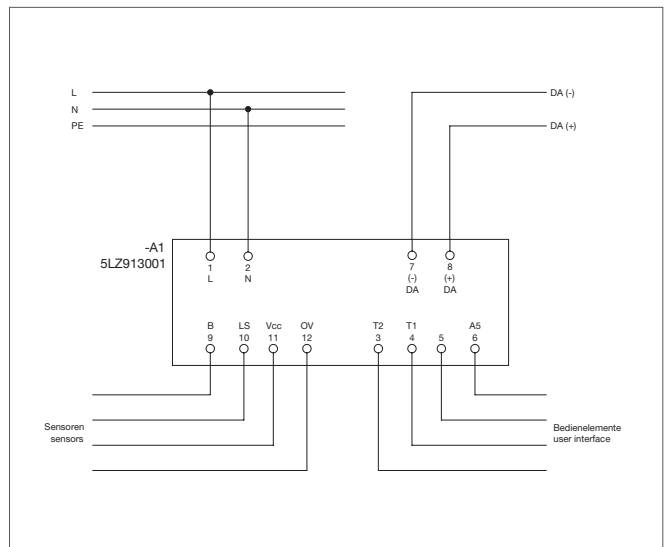 L
DA (-)
N
PE
DA (+)
-A1
5LZ913001
1
L
2
N
7
(-)
DA
8
(+)
DA
B
9
LS
10
Vcc
11
OV
12
T2
3
T1
4
5
A5
6
Sensoren
sensors
Bedienelemente
user interface